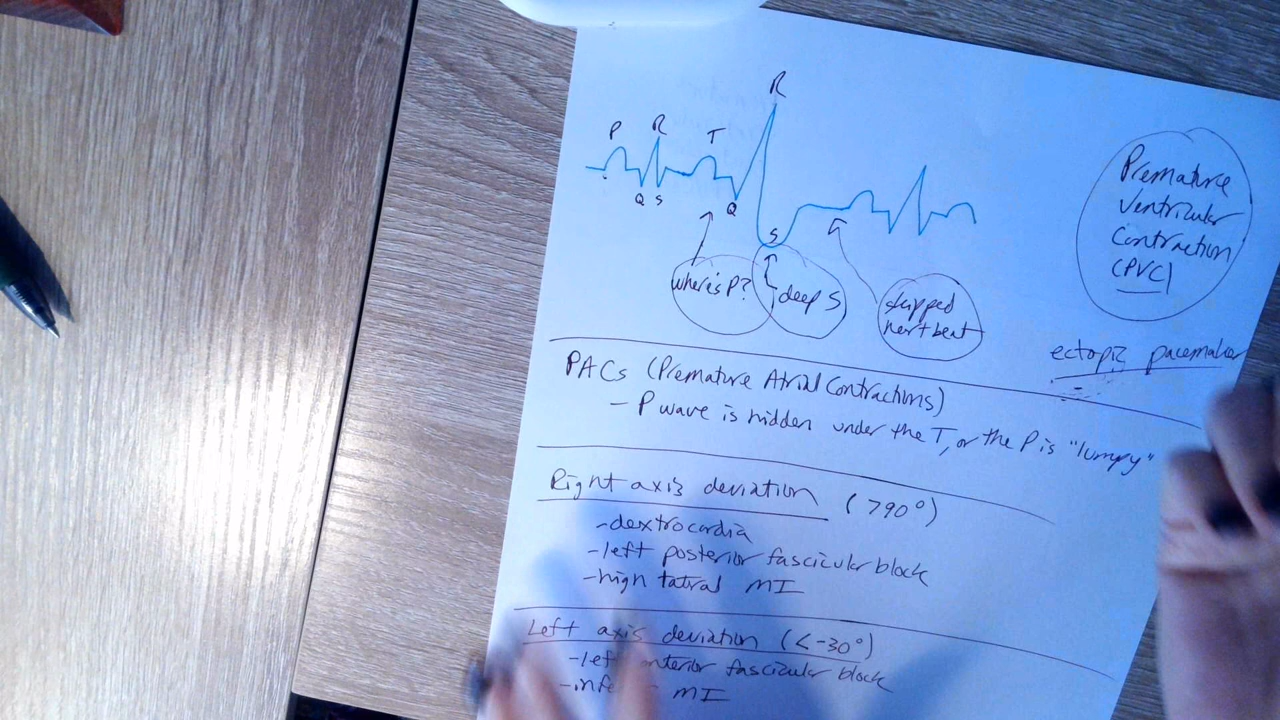 R
P R T
Q S Q
S
where's P?
deep S
skipped
next beat
Premature
Ventricular
Contraction
(PVC)
ectopic pacemaker
PACs (Premature Atrial Contractions)
- P wave is hidden under the T, or the P is "lumpy"
Right axis deviation (>90°)
- dextrocardia
- left posterior fascicular block
- high lateral MI
Left axis deviation (<-30°)
- left anterior fascicular block
- MI